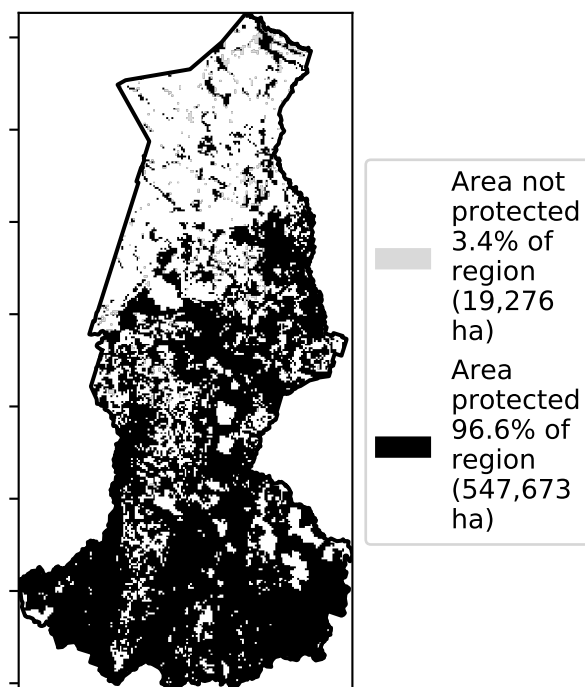 Area not
protected
3.4% of
region
(19,276
ha)
Area
protected
96.6% of
region
(547,673
ha)